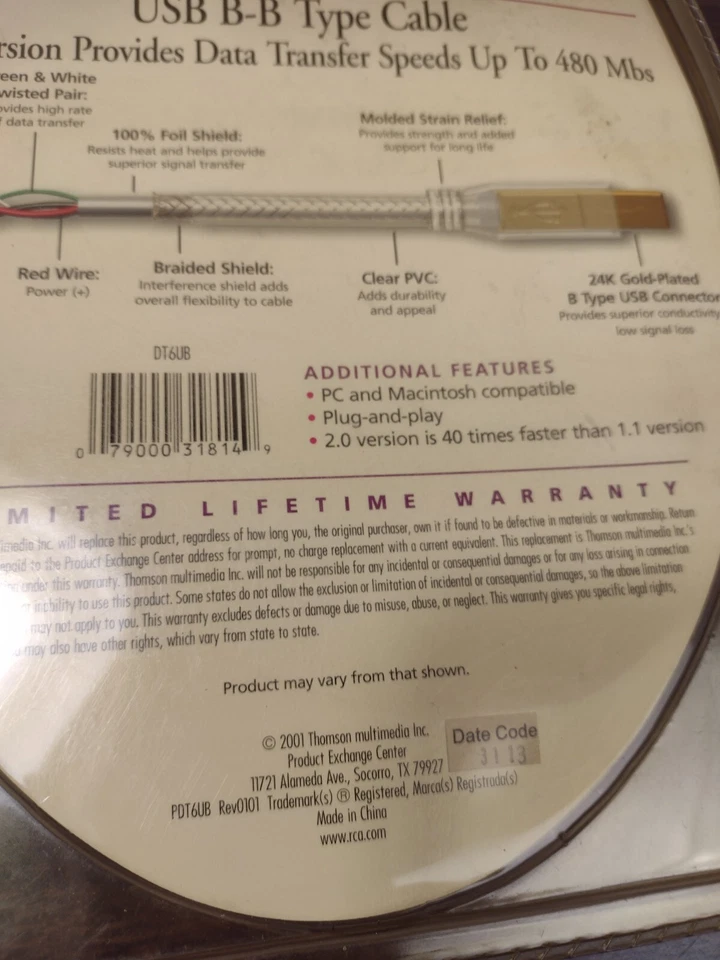 USB B-B Type Cable
rsion Provides Data Transfer Speeds Up To 480 Mbs
een & White
wisted Pair:
ovides high rate
f data transfer
100% Foil Shield:
Resists heat and helps provide
superior signal transfer
Molded Strain Relief:
Provides strength and added
support for long life
Red Wire:
Power (+)
Braided Shield:
Interference shield adds
overall flexibility to cable
Clear PVC:
Adds durability
and appeal
24K Gold-Plated
B Type USB Connector
Provides superior conductivity
low signal loss
DT6UB
0 79000 31814 9
ADDITIONAL FEATURES
• PC and Macintosh compatible
• Plug-and-play
• 2.0 version is 40 times faster than 1.1 version
MITED LIFETIME WARRANTY
imedia Inc. will replace this product, regardless of how long you, the original purchaser, own it if found to be defective in materials or workmanship. Return
epaid to the Product Exchange Center address for prompt, no charge replacement with a current equivalent. This replacement is Thomson multimedia Inc.'s
under this warranty. Thomson multimedia Inc. will not be responsible for any incidental or consequential damages or for any loss arising in connection
inability to use this product. Some states do not allow the exclusion or limitation of incidental or consequential damages, so the above limitation
may not apply to you. This warranty excludes defects or damage due to misuse, abuse, or neglect. This warranty gives you specific legal rights,
may also have other rights, which vary from state to state.
Product may vary from that shown.
© 2001 Thomson multimedia Inc.
Product Exchange Center
11721 Alameda Ave., Socorro, TX 79927
PDT6UB Rev0101 Trademark(s) ® Registered, Marca(s) Registrada(s)
Made in China
www.rca.com
Date Code
3113